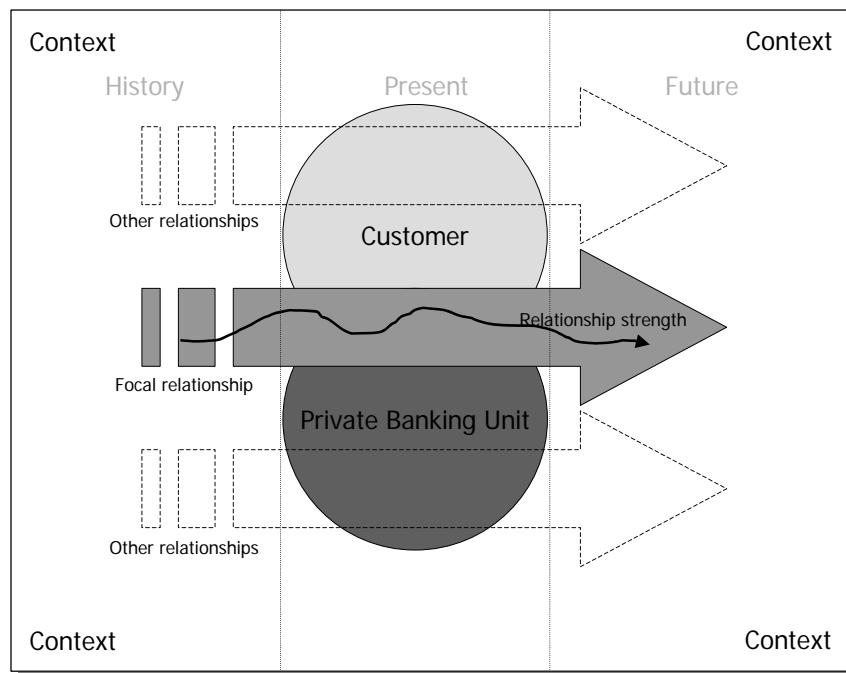 Context
Context
History
Present
Future
Other relationships
Customer
Relationship strength
Focal relationship
Private Banking Unit
Other relationships
Context
Context